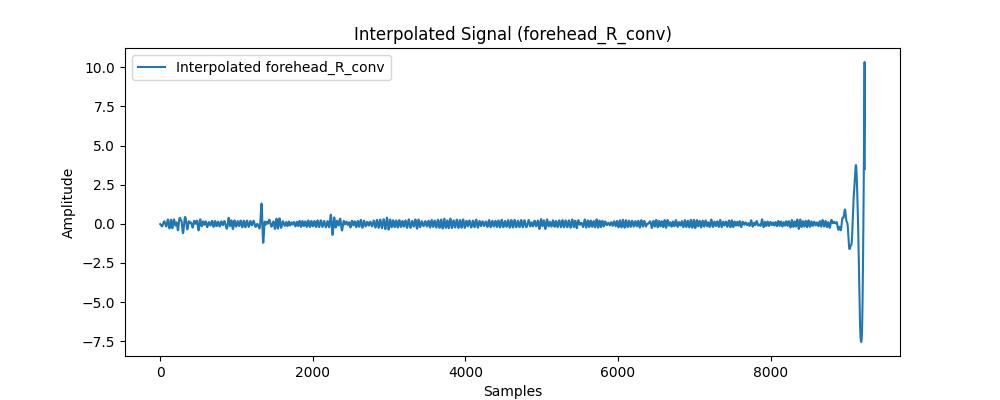 Interpolated Signal (forehead_R_conv)
Interpolated forehead_R_conv
10.0
7.5
5.0
2.5
0.0
−2.5
−5.0
−7.5
Amplitude
0 2000 4000 6000 8000
Samples